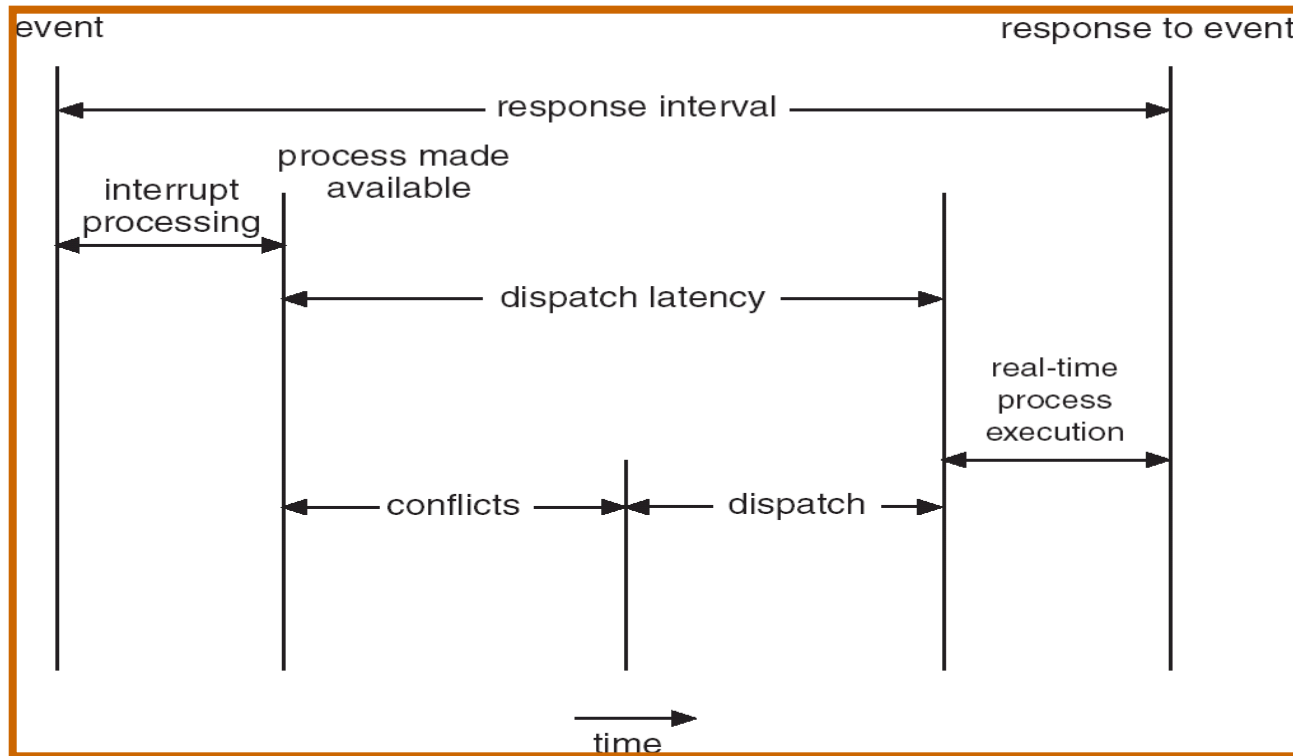 event
response to event
response interval
process made
available
interrupt
processing
dispatch latency
real-time
process
execution
conflicts
dispatch
time